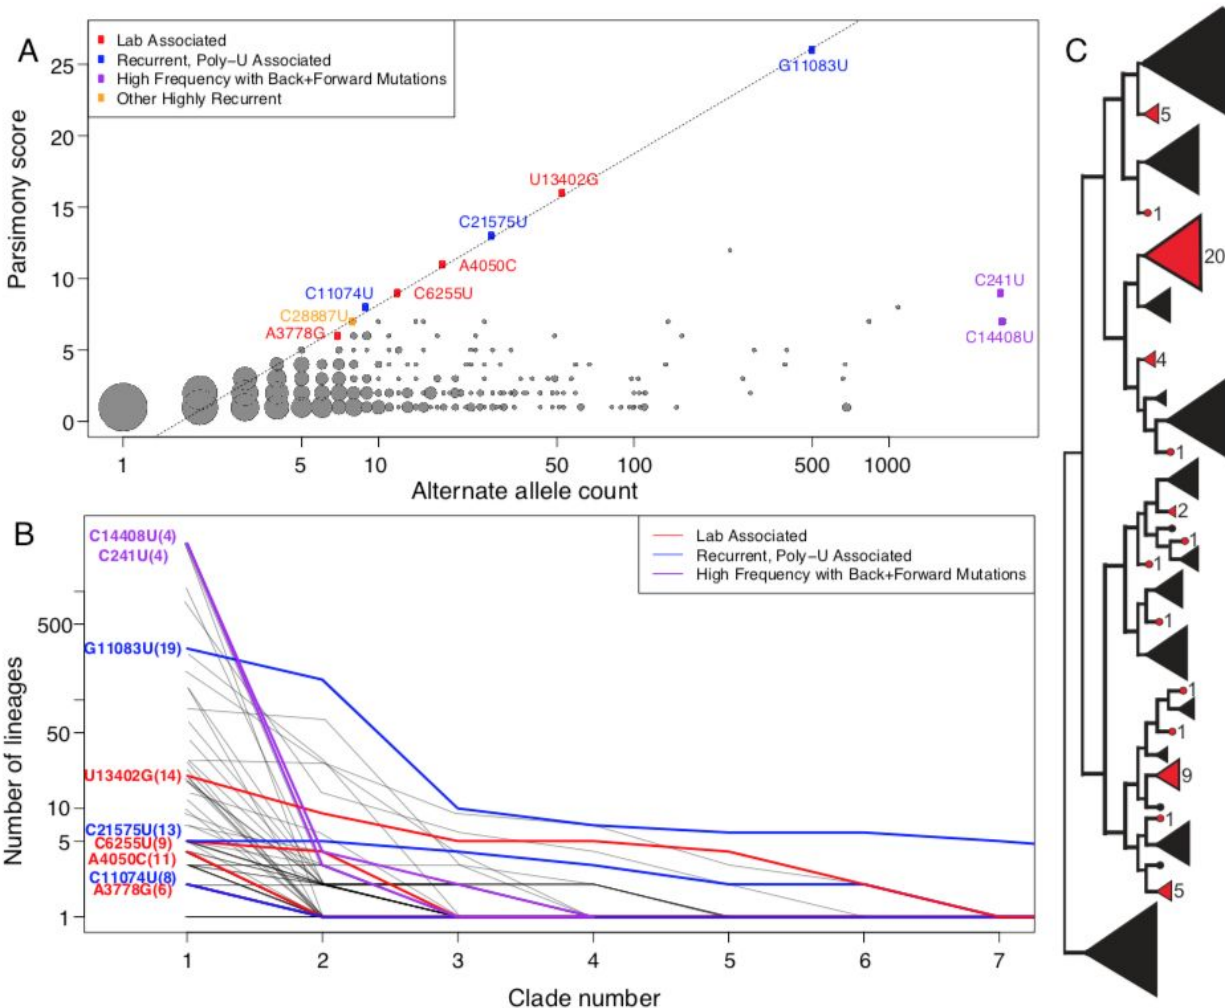 A
Lab Associated
Recurrent, Poly-U Associated
High Frequency with Back+Forward Mutations
Other Highly Recurrent
Parsimony score
25
20
15
10
5
0
G11083U
U13402G
C21575U
A4050C
C6255U
C11074U
C28887U
A3778G
C241U
C14408U
1
5
10
50
100
500
1000
Alternate allele count
B
Lab Associated
Recurrent, Poly-U Associated
High Frequency with Back+Forward Mutations
Number of lineages
C14408U(4)
C241U(4)
500
G11083U(19)
50
U13402G(14)
10
C21575U(13)
5
C6255U(9)
A4050C(11)
C11074U(8)
A3778G(6)
1
1
2
3
4
5
6
7
Clade number
C
5
1
20
4
1
2
1
1
1
1
1
9
1
5